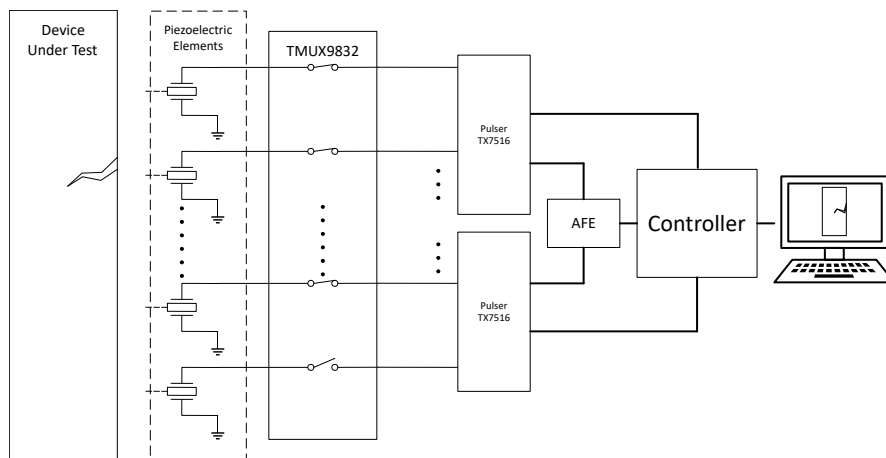 Device
Under Test
Piezoelectric
Elements
TMUX9832
Pulser
TX7516
AFE
Controller
Pulser
TX7516